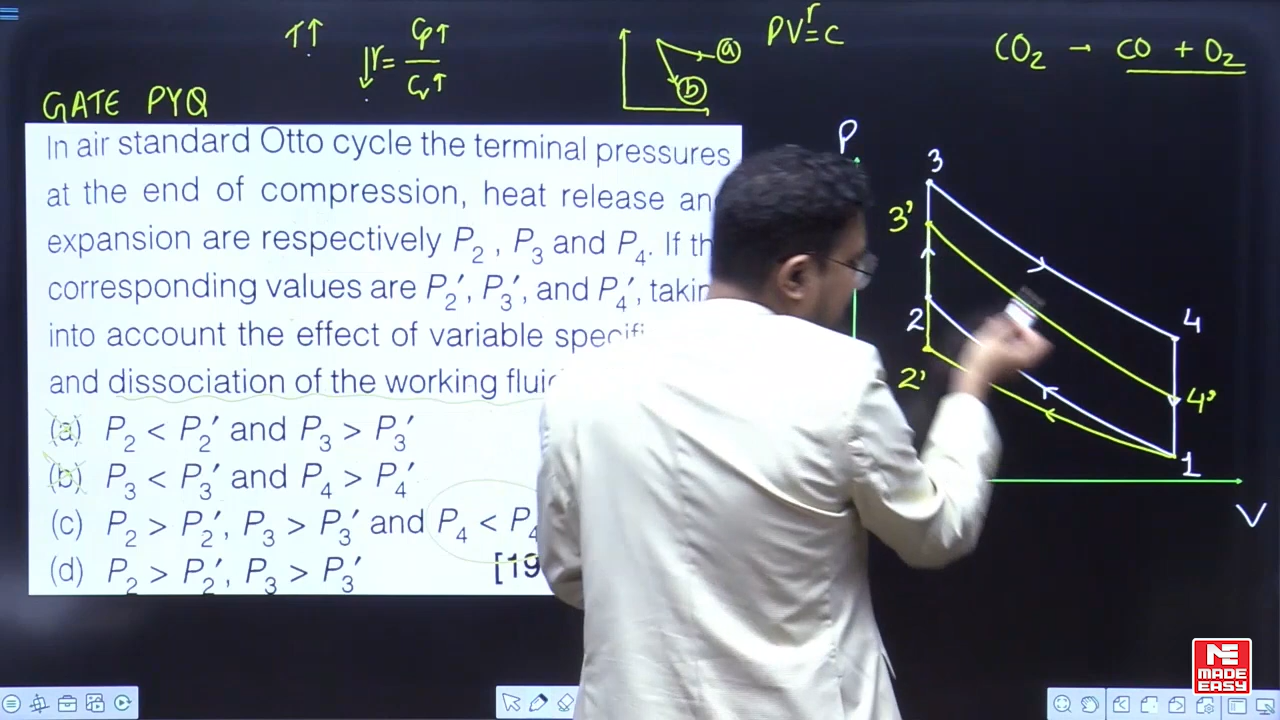 T↑↑
↓r = Cp↑ / Cv↑
a
b
PV^r = C
CO2 → CO + O2
GATE PYQ
In air standard Otto cycle the terminal pressures
at the end of compression, heat release an
expansion are respectively P2 , P3 and P4. If th
corresponding values are P2′, P3′, and P4′, takin
into account the effect of variable specifi
and dissociation of the working fluid
(a) P2 < P2′ and P3 > P3′
(b) P3 < P3′ and P4 > P4′
(c) P2 > P2′, P3 > P3′ and P4 < P4
(d) P2 > P2′, P3 > P3′
[19
P
3
3'
2
2'
4
4'
1
V
MADE
EASY